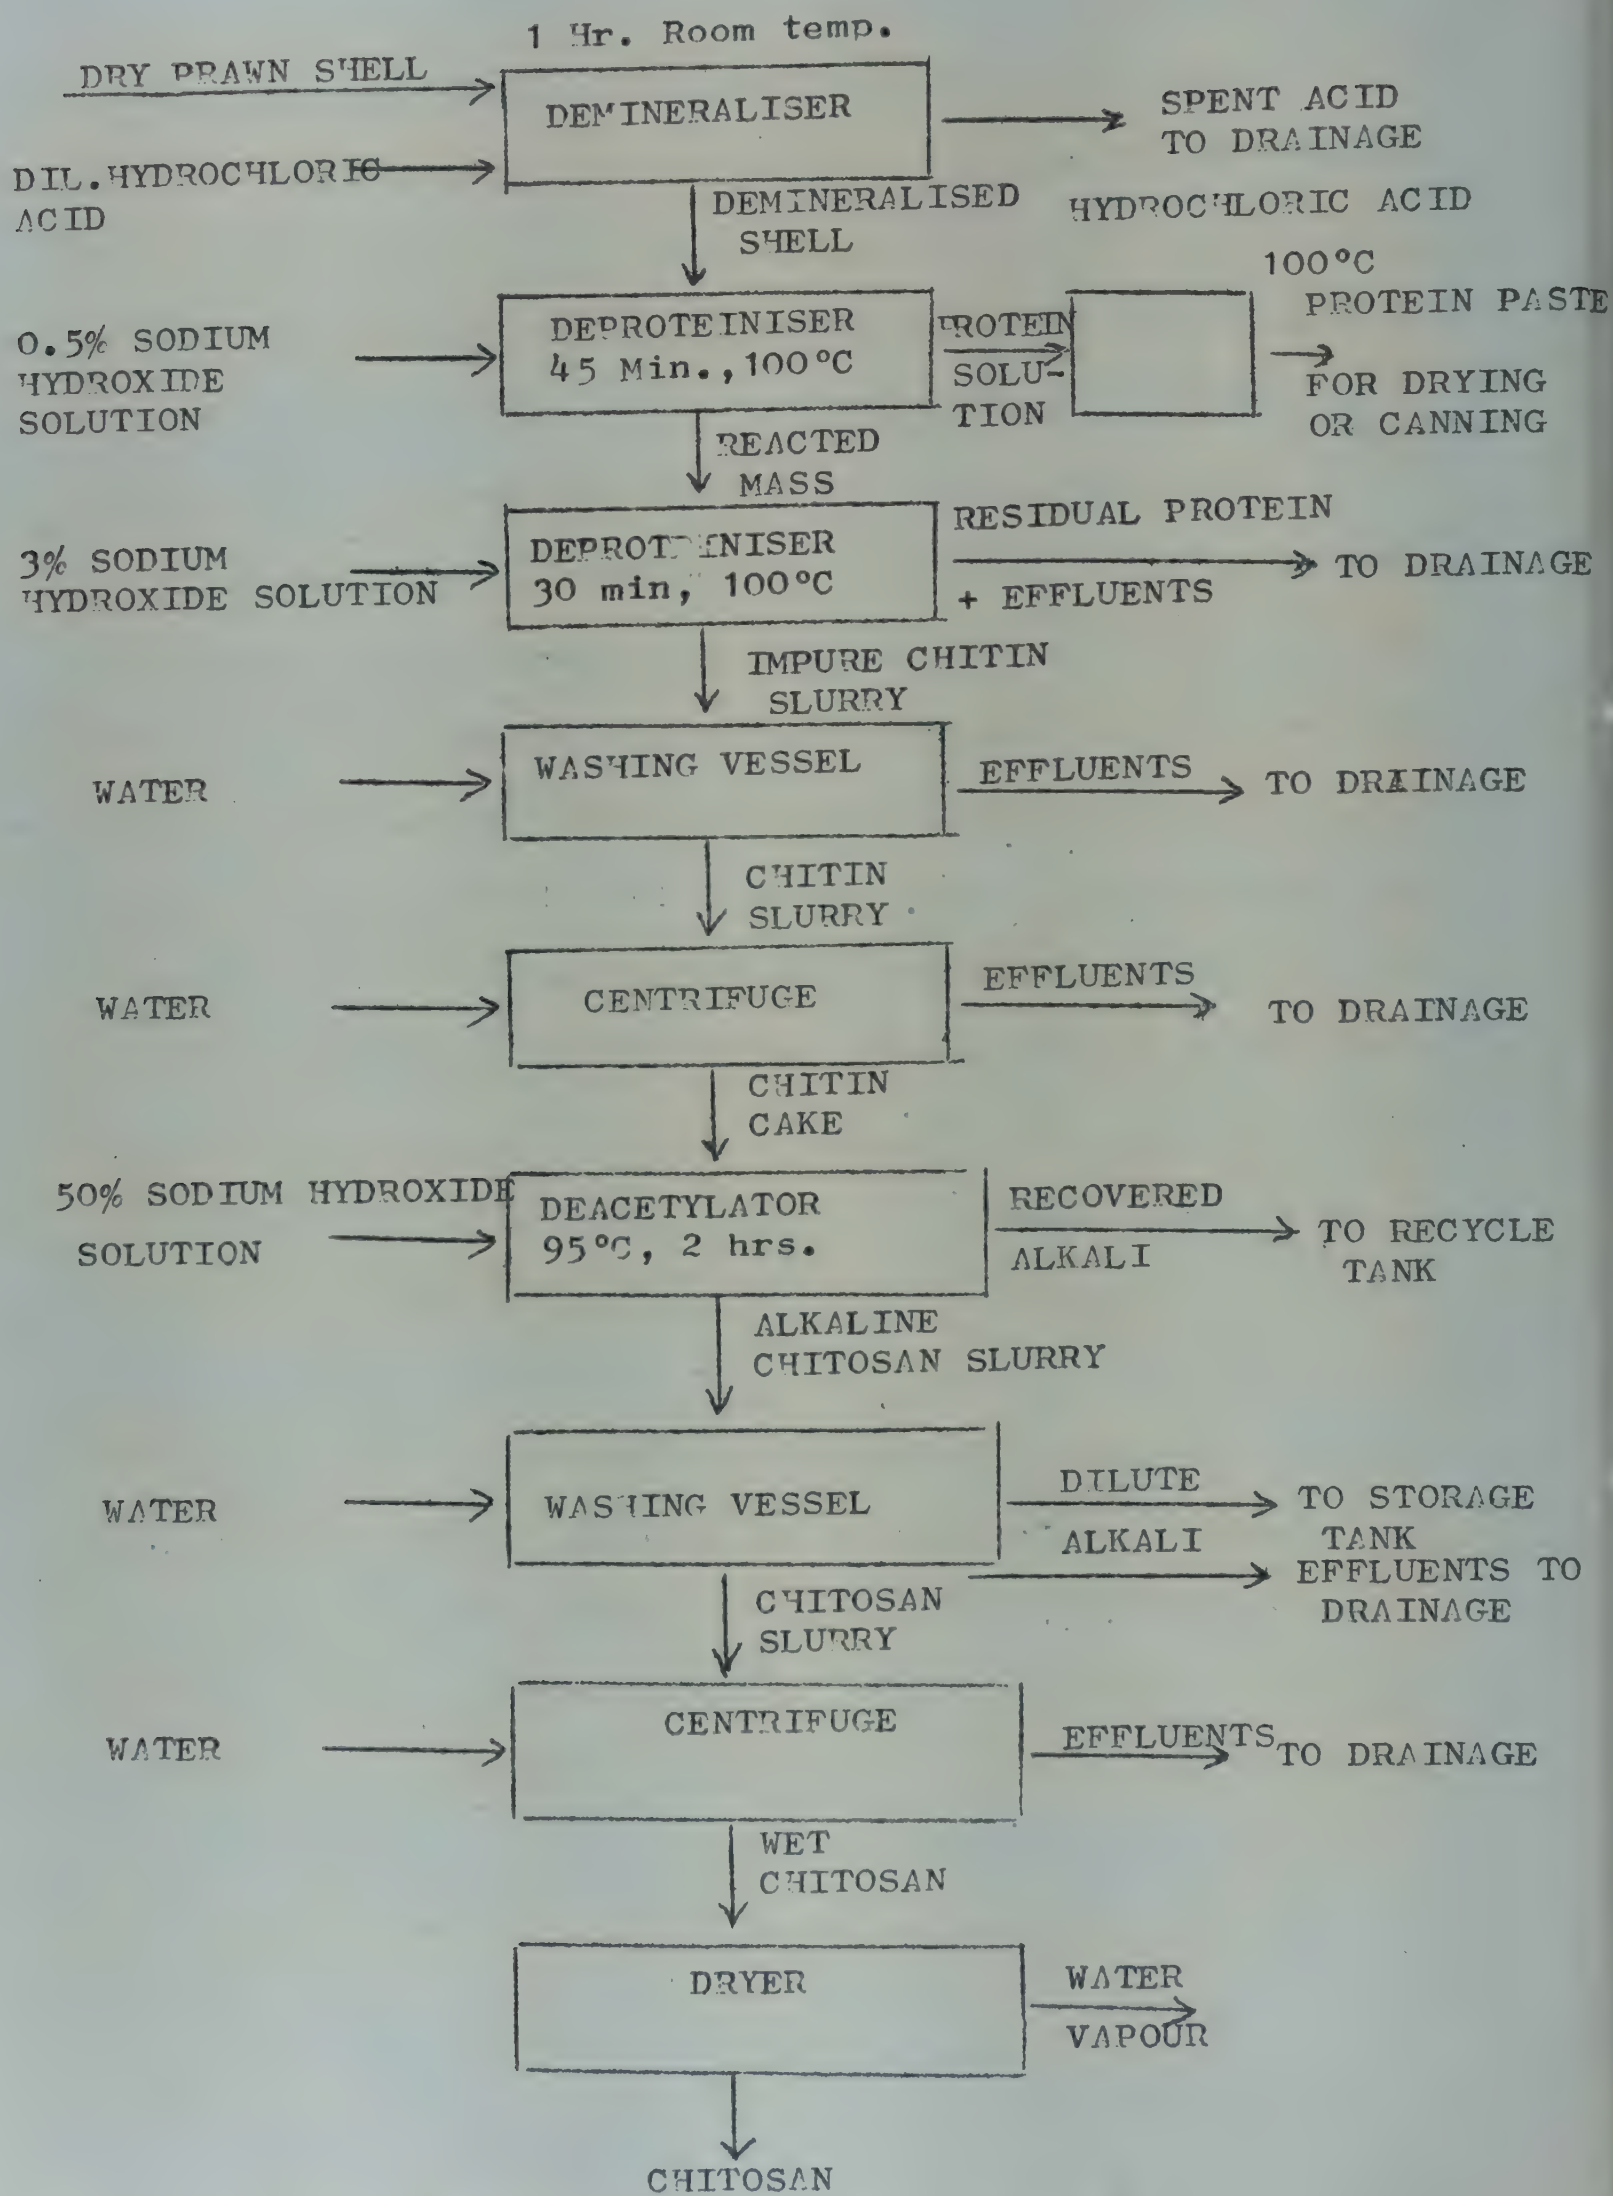 1 Hr. Room temp.
DRY PRAWN SHELL
DEMINERALISER
SPENT ACID
TO DRAINAGE
DIL.HYDROCHLORIC
ACID
DEMINERALISED
SHELL
HYDROCHLORIC ACID
100°C
PROTEIN PASTE
0.5% SODIUM
HYDROXIDE
SOLUTION
DEPROTEINISER
45 Min.,100°C
PROTEIN
SOLU-
TION
FOR DRYING
OR CANNING
REACTED
MASS
3% SODIUM
HYDROXIDE SOLUTION
DEPROTEINISER
30 min, 100°C
RESIDUAL PROTEIN
+ EFFLUENTS
TO DRAINAGE
IMPURE CHITIN
SLURRY
WATER
WASHING VESSEL
EFFLUENTS
TO DRAINAGE
CHITIN
SLURRY
WATER
CENTRIFUGE
EFFLUENTS
TO DRAINAGE
CHITIN
CAKE
50% SODIUM HYDROXIDE
SOLUTION
DEACETYLATOR
95°C, 2 hrs.
RECOVERED
ALKALI
TO RECYCLE
TANK
ALKALINE
CHITOSAN SLURRY
WATER
WASHING VESSEL
DILUTE
ALKALI
TO STORAGE
TANK
EFFLUENTS TO
DRAINAGE
CHITOSAN
SLURRY
WATER
CENTRIFUGE
EFFLUENTS
TO DRAINAGE
WET
CHITOSAN
DRYER
WATER
VAPOUR
CHITOSAN